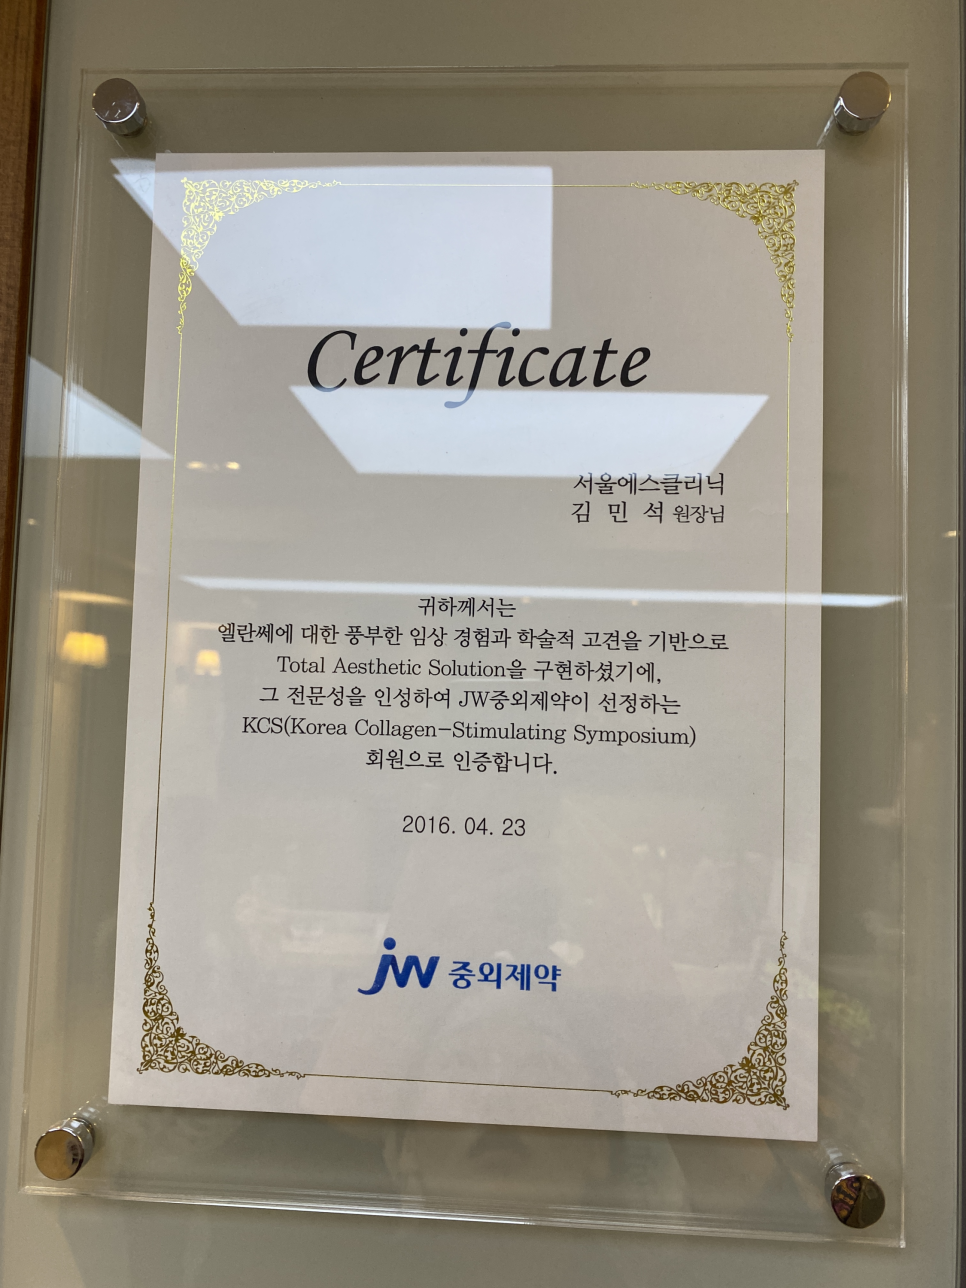 Certificate
서울에스클리닉
김 민 석 원장님
귀하께서는
엘란쎄에 대한 풍부한 임상 경험과 학술적 고견을 기반으로
Total Aesthetic Solution을 구현하셨기에,
그 전문성을 인성하여 JW중외제약이 선정하는
KCS(Korea Collagen-Stimulating Symposium)
회원으로 인증합니다.
2016. 04. 23
JW 중외제약